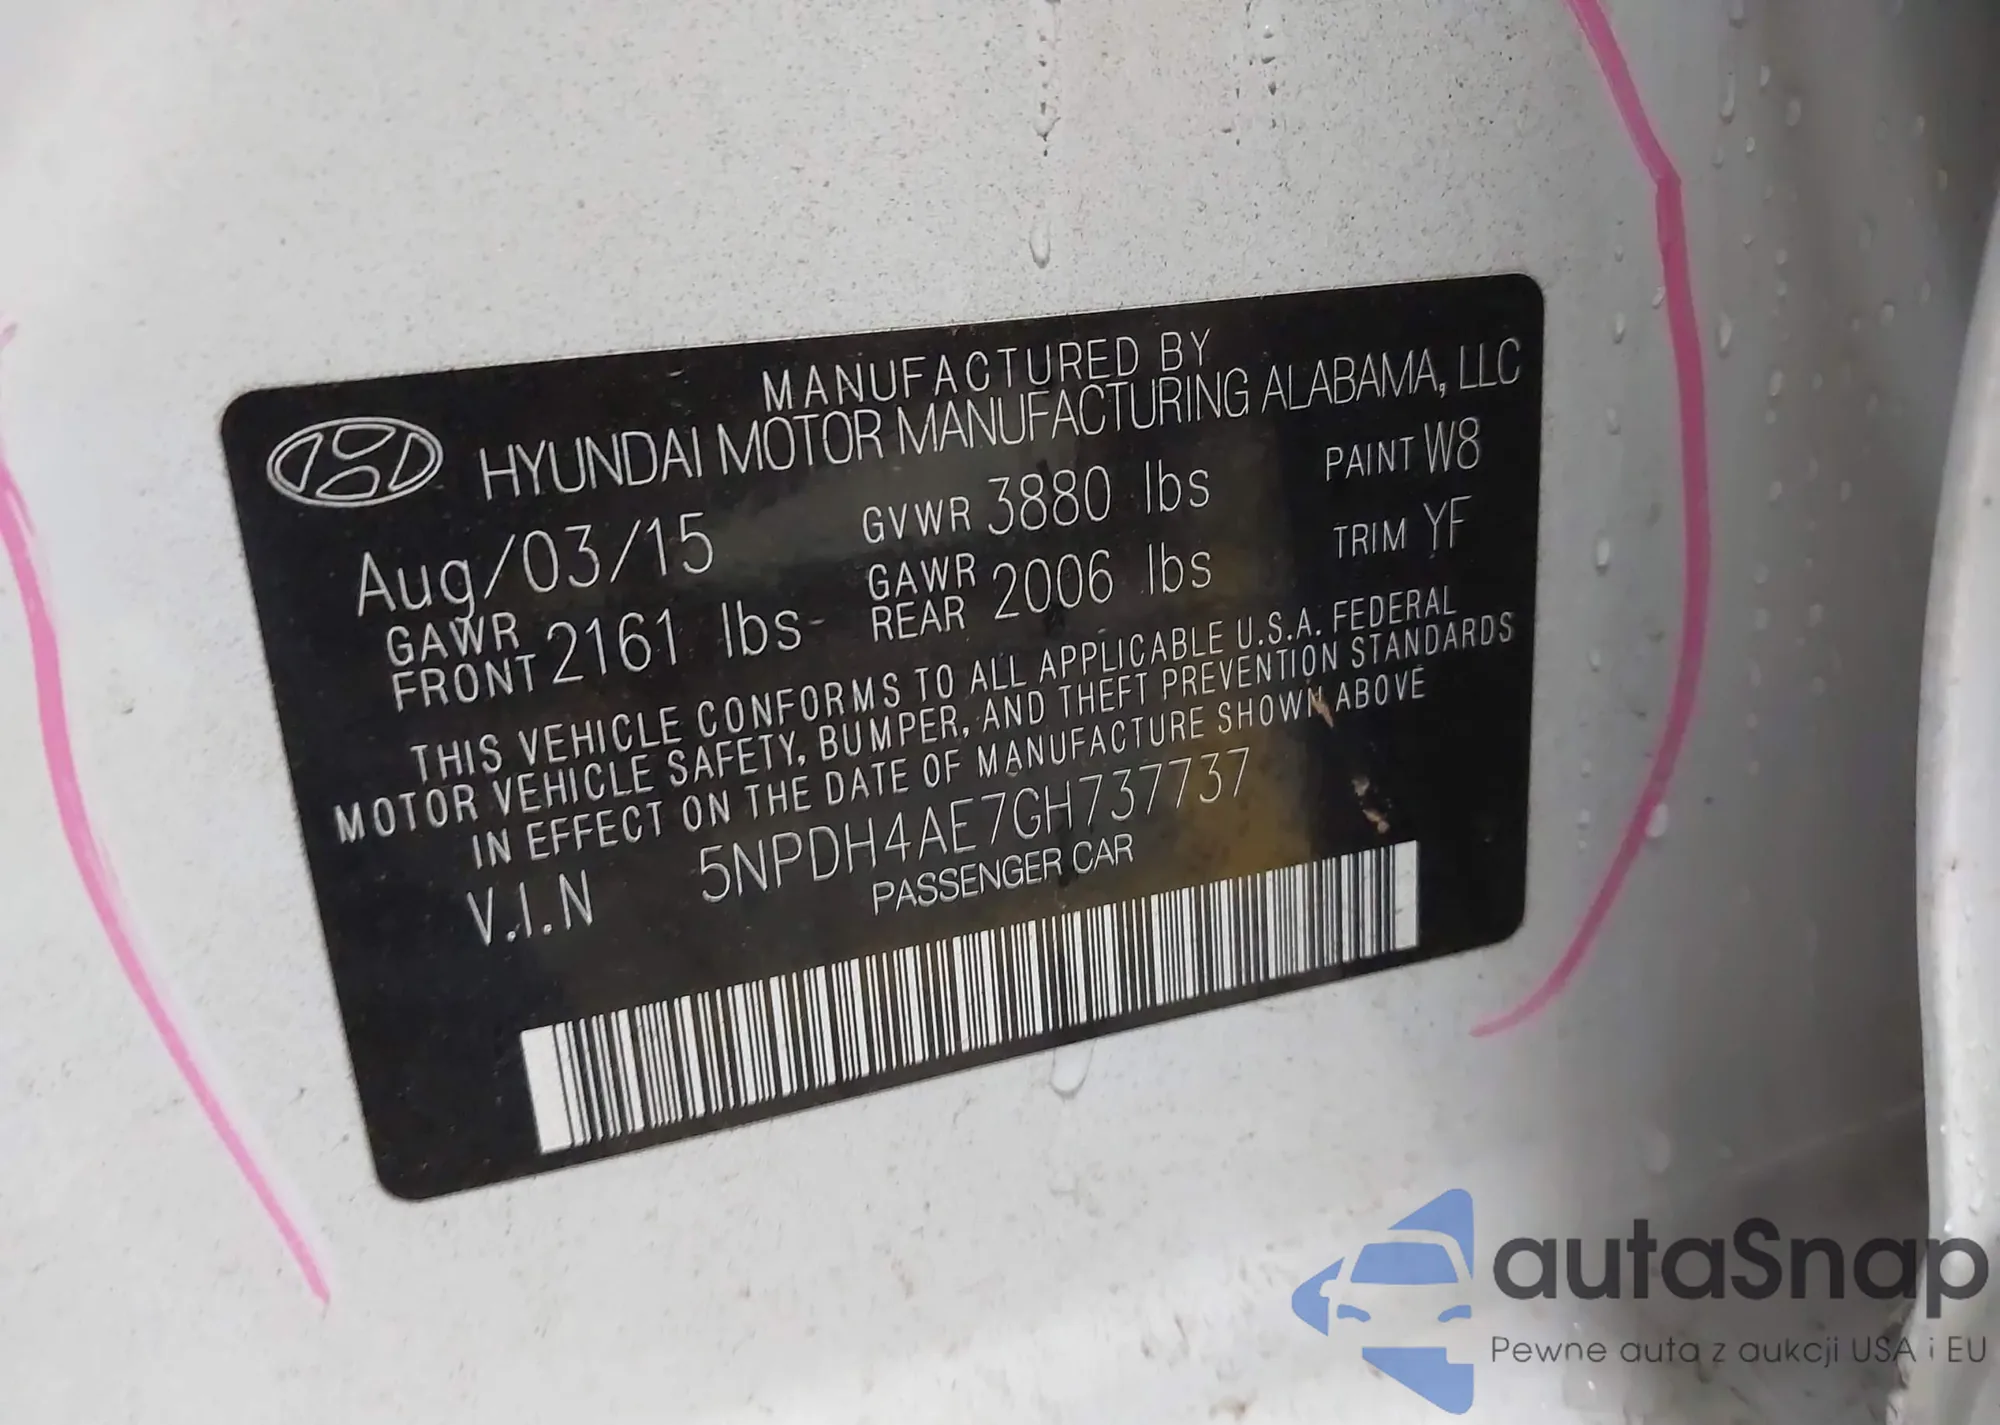 MANUFACTURED BY
HYUNDAI MOTOR MANUFACTURING ALABAMA, LLC
Aug/03/15 GVWR 3880 lbs PAINT W8
GAWR FRONT 2161 lbs GAWR REAR 2006 lbs TRIM YF
THIS VEHICLE CONFORMS TO ALL APPLICABLE U.S.A. FEDERAL
MOTOR VEHICLE SAFETY, BUMPER, AND THEFT PREVENTION STANDARDS
IN EFFECT ON THE DATE OF MANUFACTURE SHOWN ABOVE
V.I.N 5NPDH4AE7GH737737
PASSENGER CAR
autaSnap
Pewne auta z aukcji USA i EU